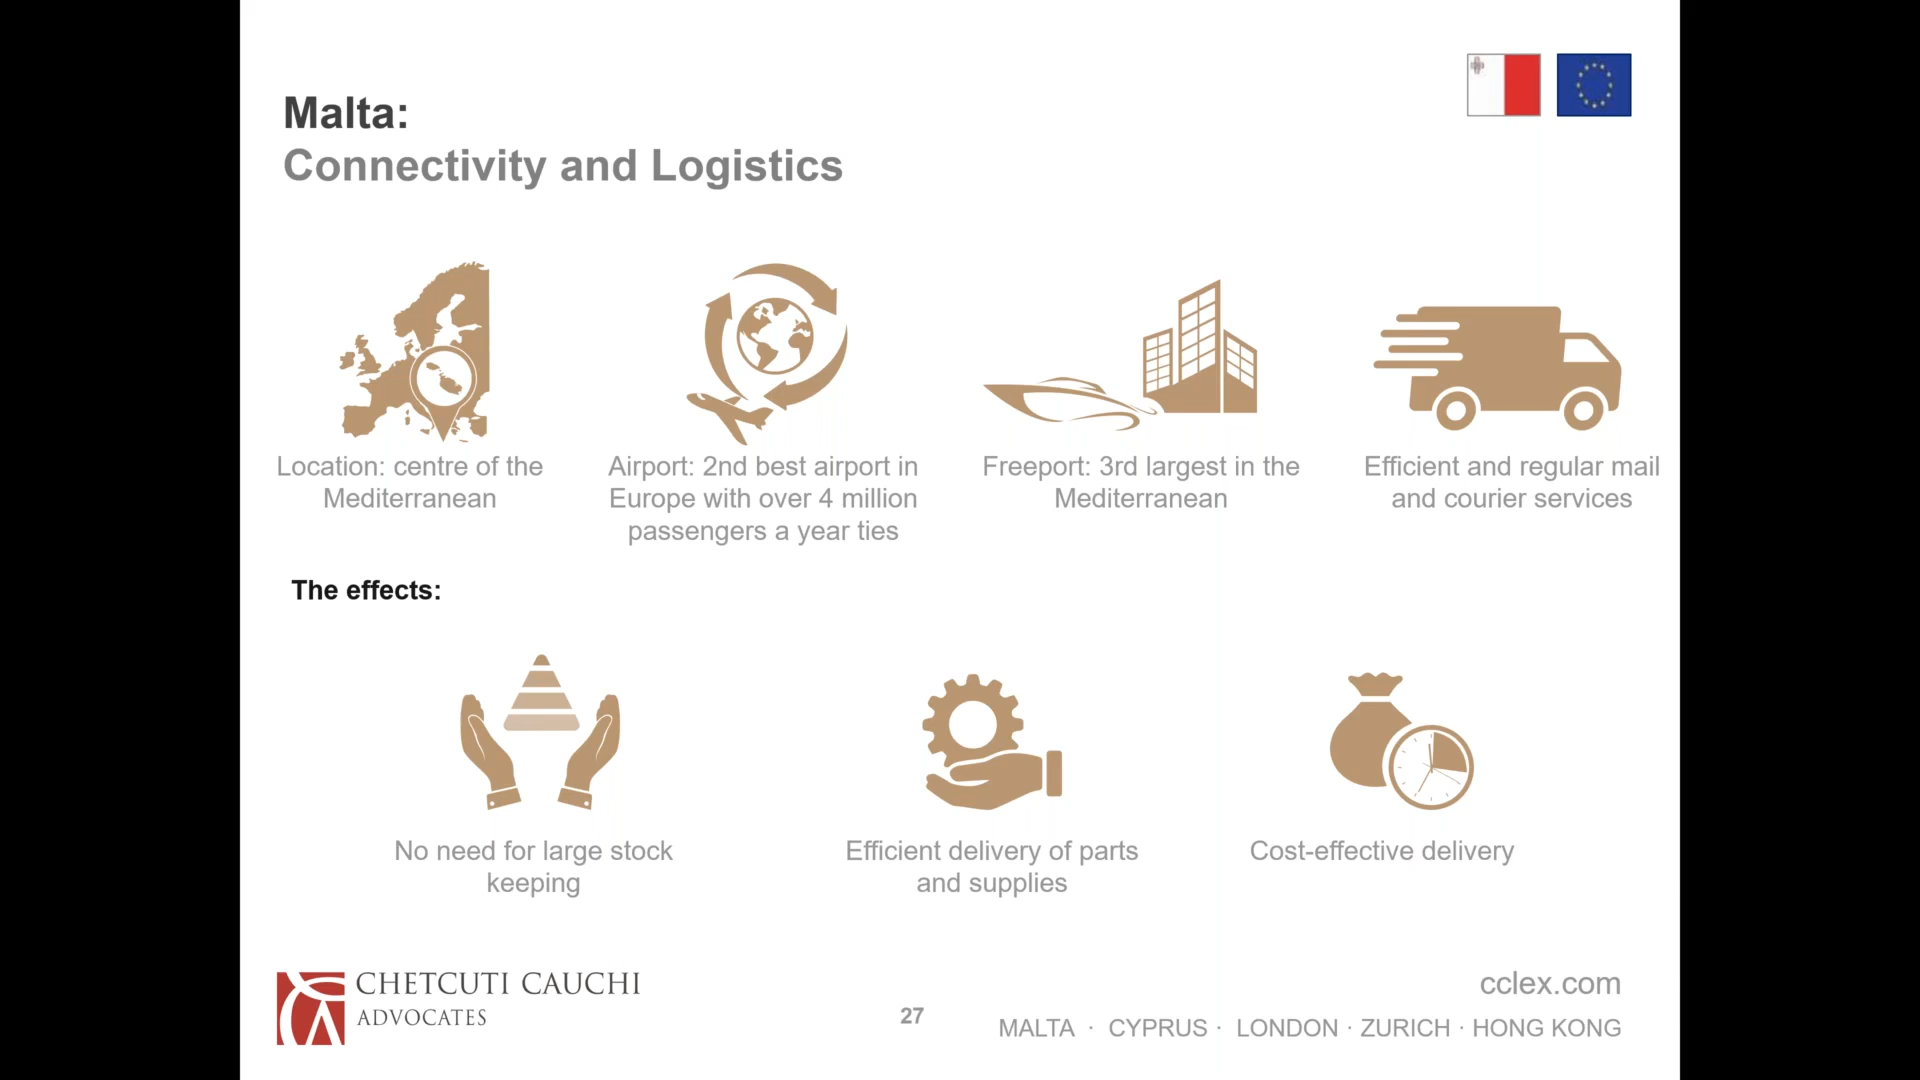 Malta:
Connectivity and Logistics
Location: centre of the
Mediterranean
Airport: 2nd best airport in
Europe with over 4 million
passengers a year ties
Freeport: 3rd largest in the
Mediterranean
Efficient and regular mail
and courier services
The effects:
No need for large stock
keeping
Efficient delivery of parts
and supplies
Cost-effective delivery
CHETCUTI CAUCHI
ADVOCATES
27
cclex.com
MALTA · CYPRUS · LONDON · ZURICH · HONG KONG